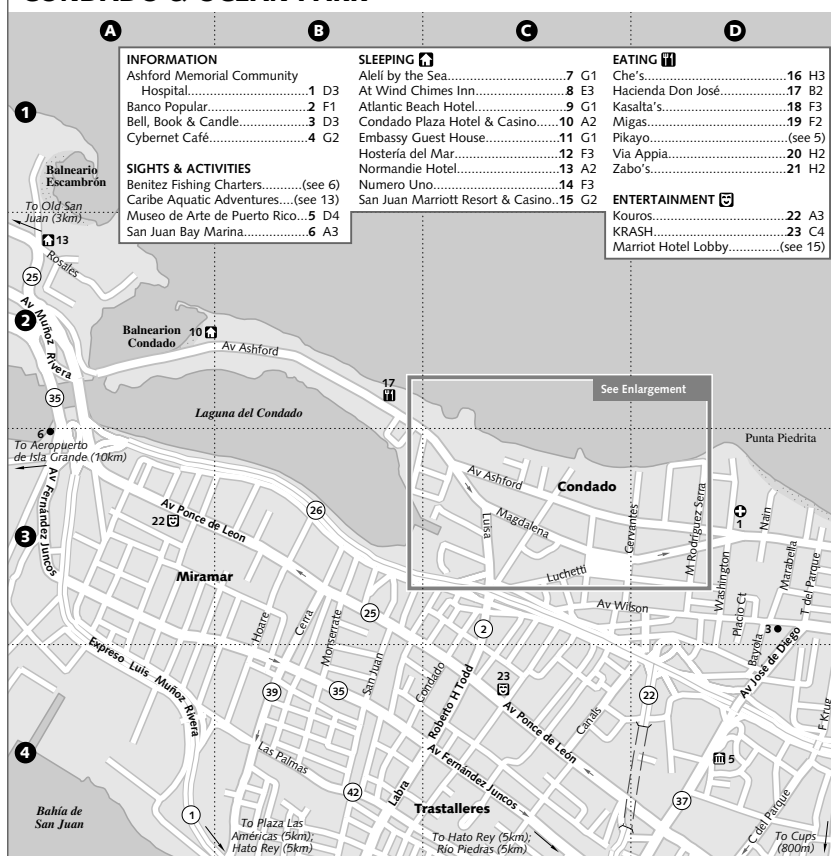 A
B
C
D
INFORMATION
Ashford Memorial Community
Hospital..............................1 D3
Banco Popular..........................2 F1
Bell, Book & Candle................3 D3
Cybernet Café..........................4 G2
SIGHTS & ACTIVITIES
Benitez Fishing Charters...........(see 6)
Caribe Aquatic Adventures....(see 13)
Museo de Arte de Puerto Rico...5 D4
San Juan Bay Marina...............6 A3
SLEEPING
Alelí by the Sea...........................7 G1
At Wind Chimes Inn..................8 E3
Atlantic Beach Hotel..................9 G1
Condado Plaza Hotel & Casino...10 A2
Embassy Guest House..............11 G1
Hostería del Mar......................12 F3
Normandie Hotel.....................13 A2
Numero Uno...........................14 F3
San Juan Marriott Resort & Casino..15 G2
EATING
Che's..................................16 H3
Hacienda Don José..............17 B2
Kasalta's.............................18 F3
Migas.................................19 F2
Pikayo................................(see 5)
Via Appia............................20 H2
Zabo's................................21 H2
ENTERTAINMENT
Kouros................................22 A3
KRASH................................23 C4
Marriot Hotel Lobby..............(see 15)
1
Balneario
Escambrón
To Old San
Juan (3km)
13
Rosales
25
2
Av Muñoz Rivera
Balnearion
Condado
10
Av Ashford
17
See Enlargement
35
Laguna del Condado
6
To Aeropuerto
de Isla Grande (10km)
Punta Piedrita
Av Ashford
Condado
Av Ponce de Leon
22
26
Magdalena
Luisa
Cervantes
M Rodríguez Serra
1
Nain
3
Av Fernández Juncos
Miramar
Luchetti
Washington
Marabella
T del Parque
Av Wilson
Placio Ct
Hoare
Cerra
Monserrate
25
2
3
Bayola
Av José de Diego
Expreso Luis Muñoz Rivera
San Juan
Condado
Roberto H Todd
23
39
35
22
Av Ponce de León
Canals
F Krug
4
Las Palmas
Av Fernández Juncos
5
42
Labra
Trastalleres
37
C del Parque
Bahía de
San Juan
1
To Plaza Las
Américas (5km);
Hato Rey (5km)
To Hato Rey (5km);
Río Piedras (5km)
To Cups
(800m)